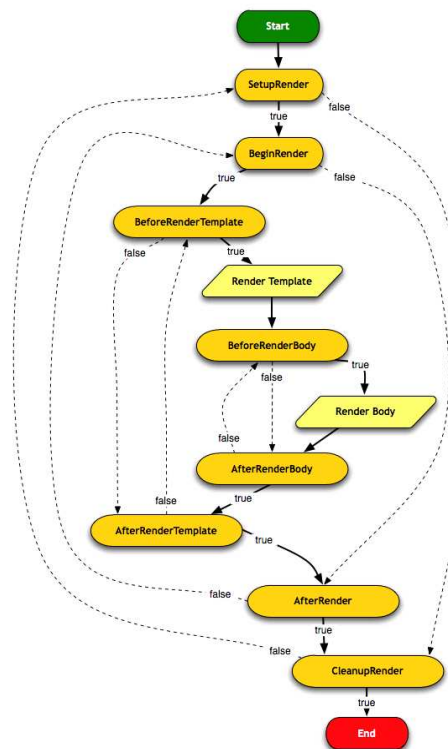 Start
SetupRender
false
true
BeginRender
true
false
BeforeRenderTemplate
false
true
Render Template
BeforeRenderBody
true
false
Render Body
false
AfterRenderBody
true
false
AfterRenderTemplate
true
false
AfterRender
true
false
CleanupRender
true
End